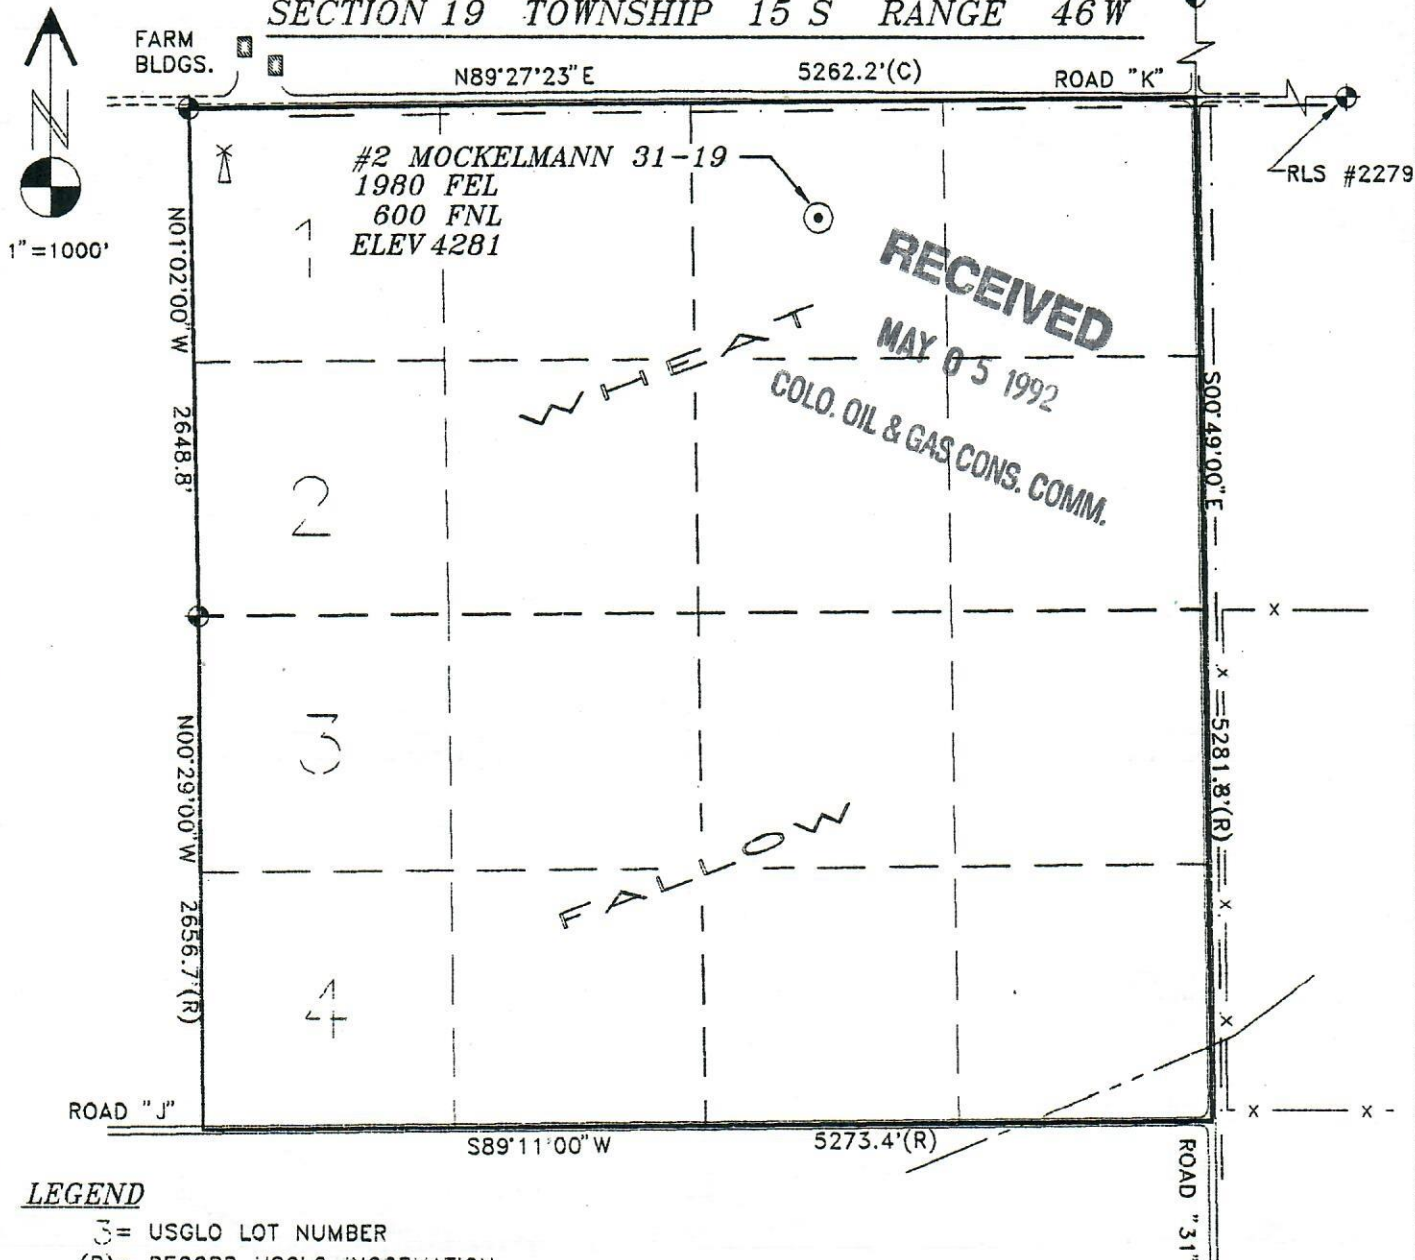 SECTION 19 TOWNSHIP 15 S RANGE 46 W
FARM
BLDGS.
N89°27'23"E
5262.2'(C)
ROAD "K"
N
1"=1000'
RLS #2279
#2 MOCKELMANN 31-19
1980 FEL
600 FNL
ELEV 4281
N01°02'00"W
2648.8'
1
RECEIVED
MAY 05 1992
COLO. OIL & GAS CONS. COMM.
WHEAT
S00°49'00"E
5281.8'(R)
2
3
N00°29'00"W
2656.7'(R)
FALLOW
4
ROAD "J"
S89°11'00"W
5273.4'(R)
ROAD "31"
LEGEND
3= USGLO LOT NUMBER